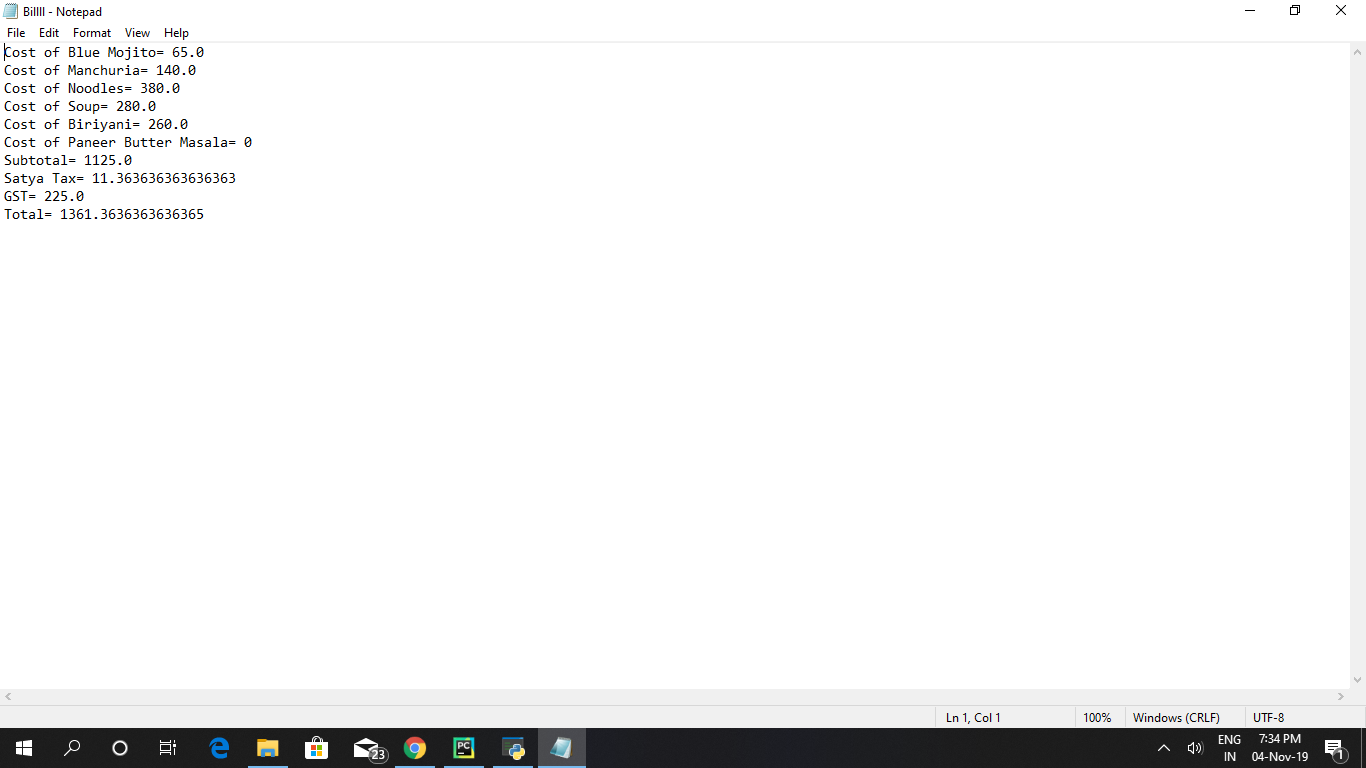 Billll - Notepad
File Edit Format View Help
Cost of Blue Mojito= 65.0
Cost of Manchuria= 140.0
Cost of Noodles= 380.0
Cost of Soup= 280.0
Cost of Biriyani= 260.0
Cost of Paneer Butter Masala= 0
Subtotal= 1125.0
Satya Tax= 11.363636363636363
GST= 225.0
Total= 1361.3636363636365
Ln 1, Col 1 100% Windows (CRLF) UTF-8
23
PC
ENG
IN
7:34 PM
04-Nov-19
1